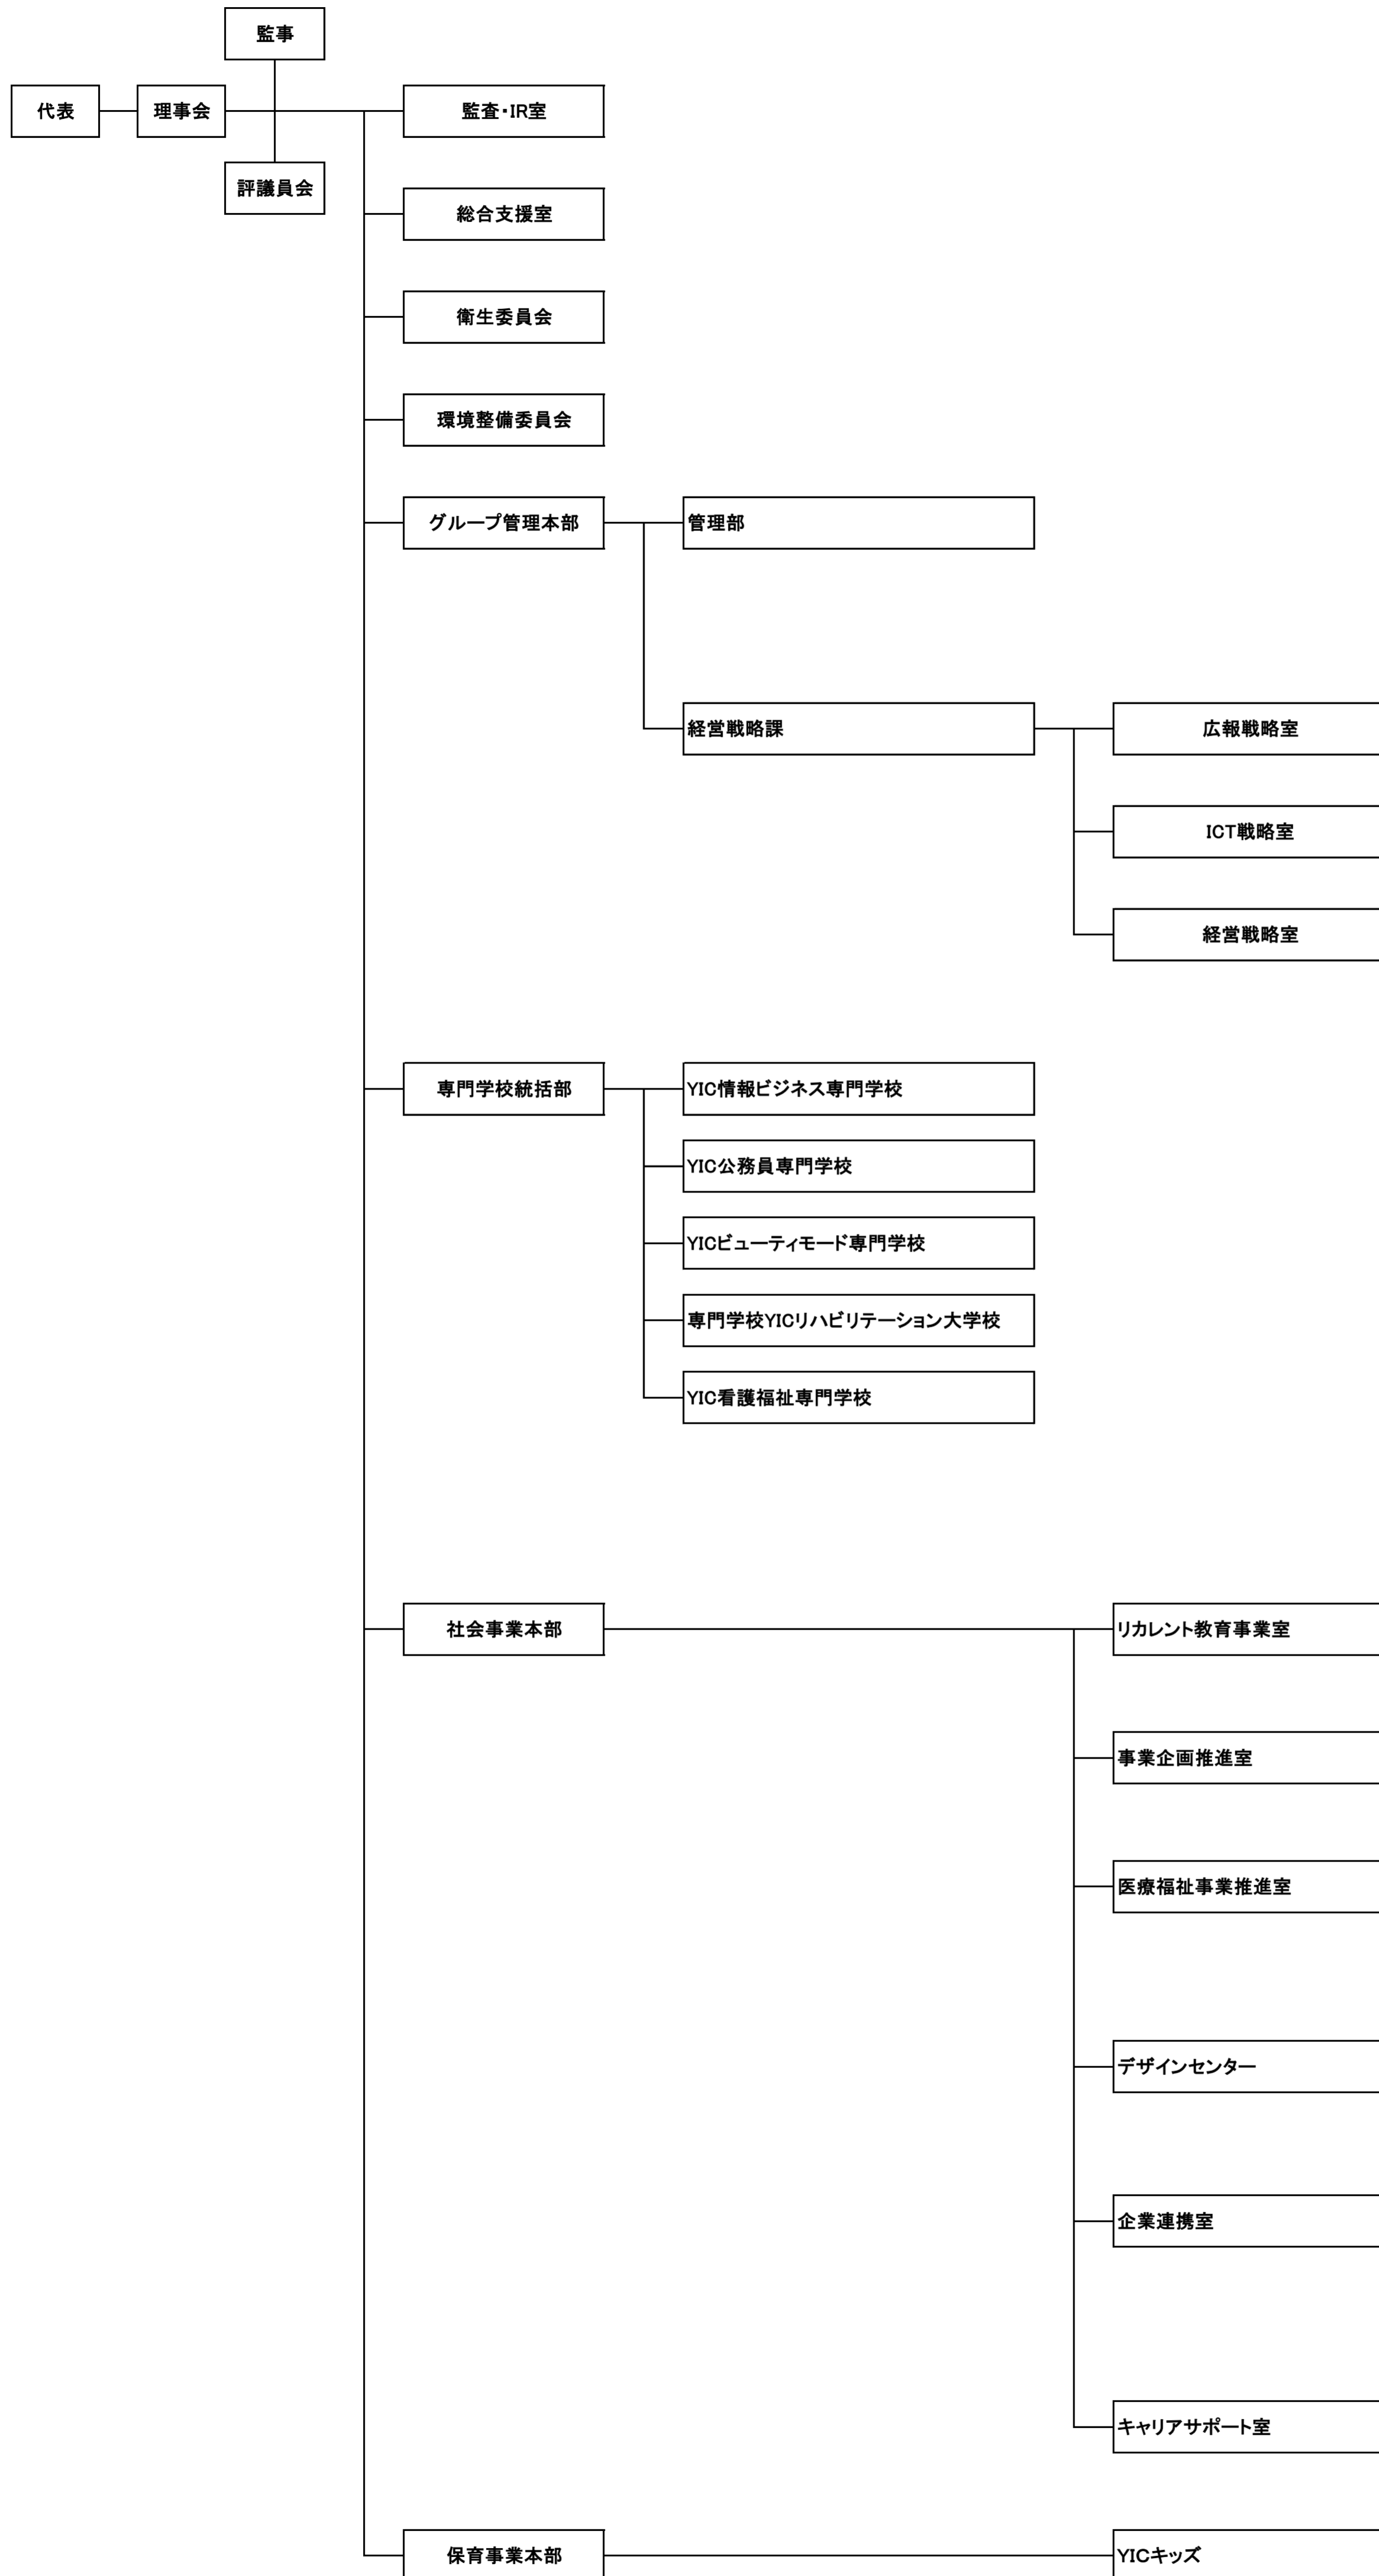 監事
代表
理事会
監査・IR室
評議員会
総合支援室
衛生委員会
環境整備委員会
グループ管理本部
管理部
経営戦略課
広報戦略室
ICT戦略室
経営戦略室
専門学校統括部
YIC情報ビジネス専門学校
YIC公務員専門学校
YICビューティモード専門学校
専門学校YICリハビリテーション大学校
YIC看護福祉専門学校
社会事業本部
リカレント教育事業室
事業企画推進室
医療福祉事業推進室
デザインセンター
企業連携室
キャリアサポート室
保育事業本部
YICキッズ